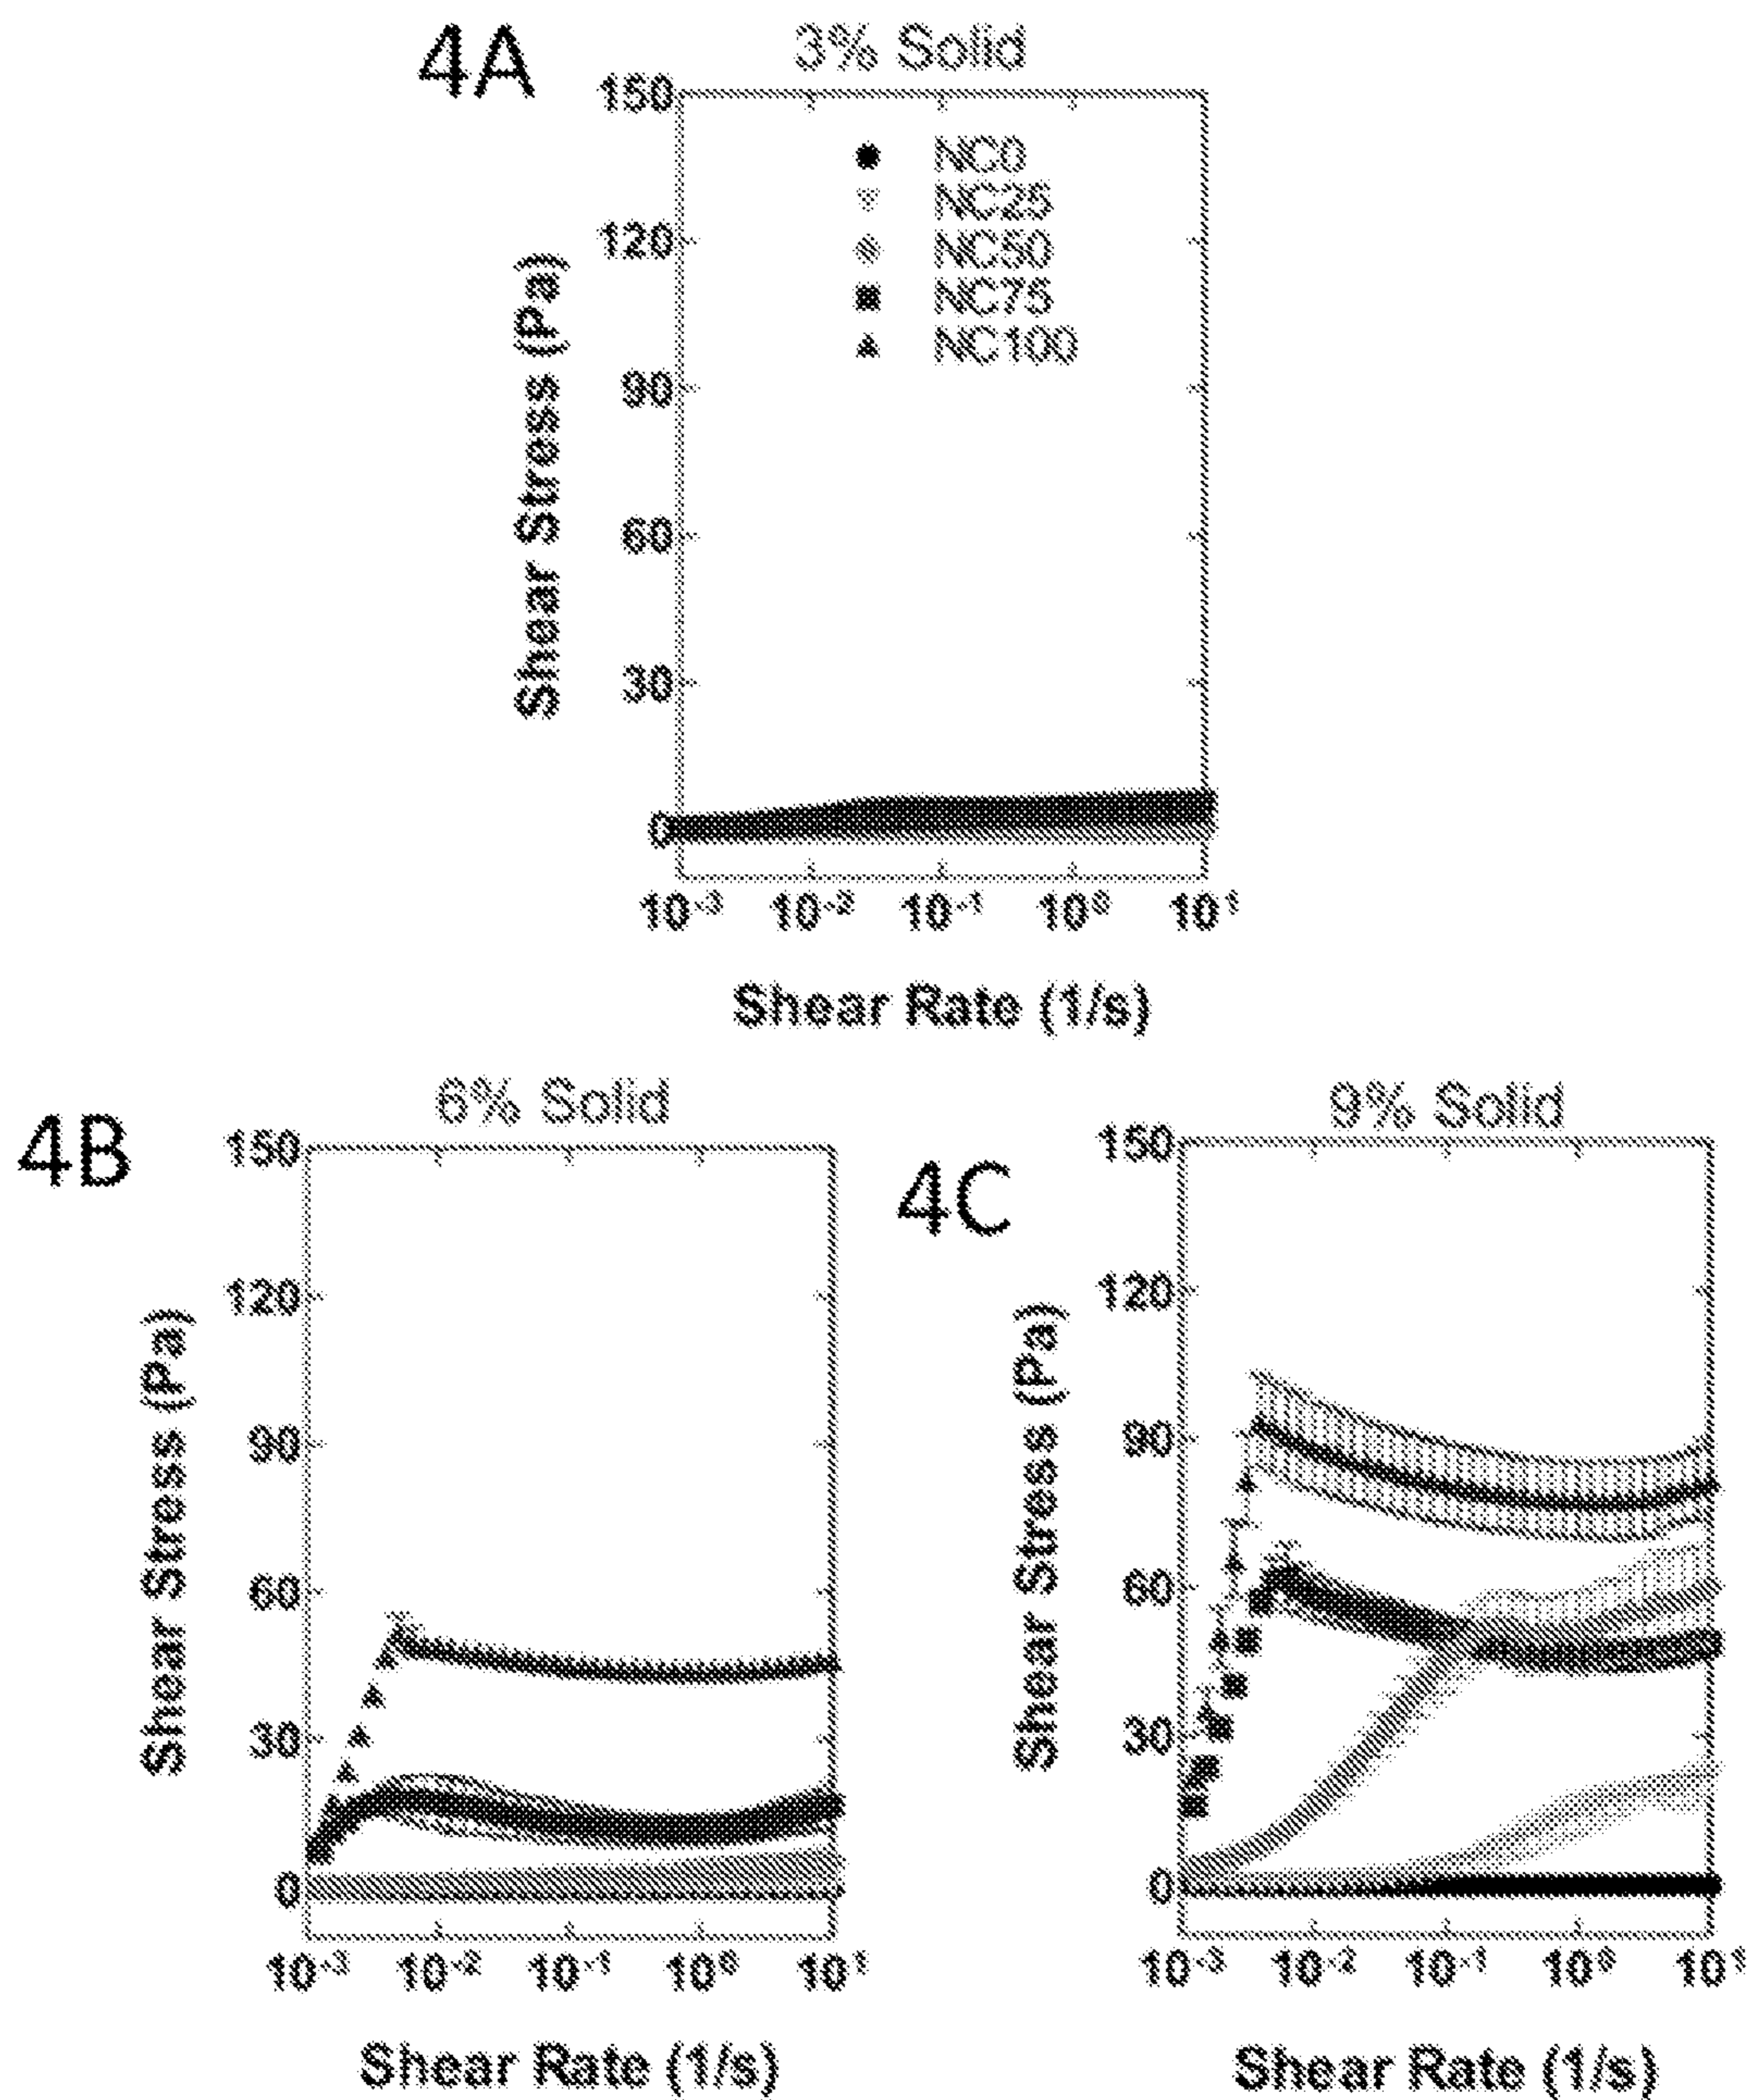 4A
3% Solid
150
120
90
60
30
0
Shear Stress (Pa)
NC0
NC25
NC50
NC75
NC100
10-3 10-2 10-1 100 101
Shear Rate (1/s)
4B
6% Solid
150
120
90
60
30
0
Shear Stress (Pa)
10-3 10-2 10-1 100 101
Shear Rate (1/s)
4C
9% Solid
150
120
90
60
30
0
Shear Stress (Pa)
10-3 10-2 10-1 100 101
Shear Rate (1/s)